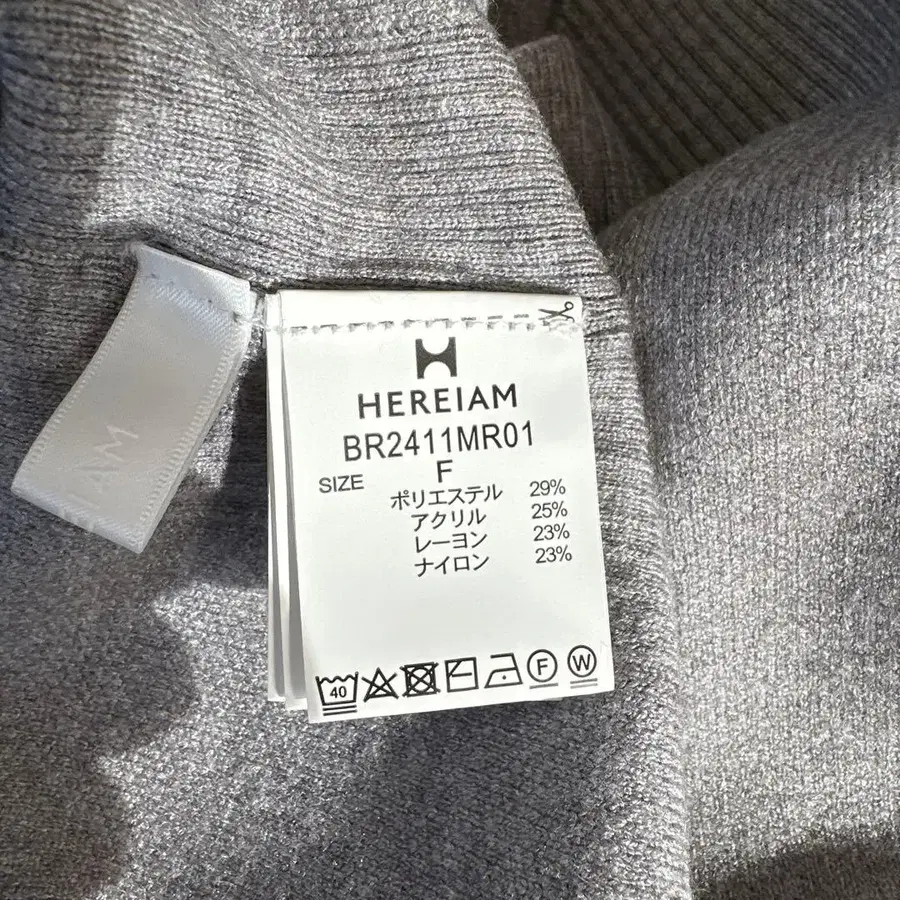 HEREIAM
BR2411MR01
SIZE F
ポリエステル 29%
アクリル 25%
レーヨン 23%
ナイロン 23%
40 F W